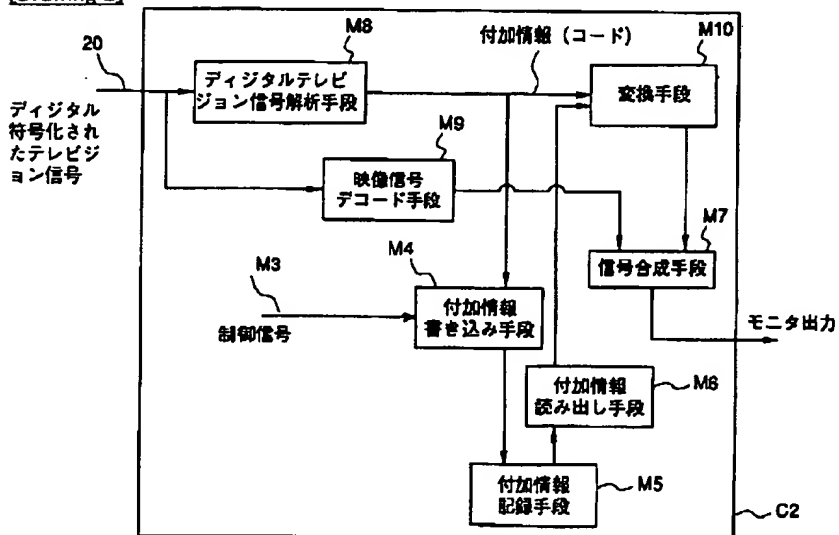 M8
付加情報(コード)
M10
20
ディジタルテレビ
ジョン信号解析手段
変換手段
ディジタル
符号化され
たテレビジ
ョン信号
M9
映像信号
デコード手段
M7
信号合成手段
M3
M4
制御信号
付加情報
書き込み手段
モニタ出力
付加情報
読み出し手段
M6
付加情報
記録手段
M5
C2